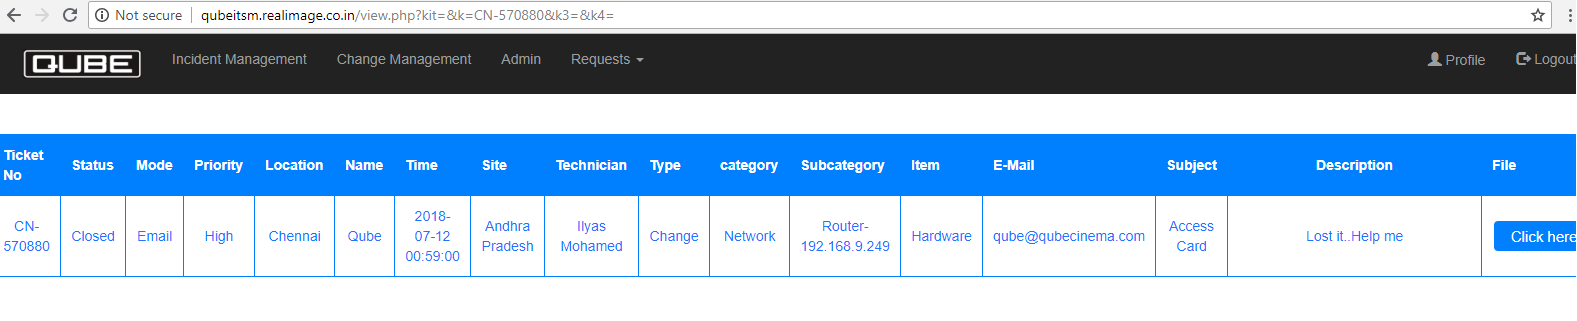 Not secure qubeitsm.realimage.co.in/view.php?kit=&k=CN-570880&k3=&k4=
QUBE Incident Management Change Management Admin Requests Profile Logout
Ticket No Status Mode Priority Location Name Time Site Technician Type category Subcategory Item E-Mail Subject Description File
CN-570880 Closed Email High Chennai Qube 2018-07-12 00:59:00 Andhra Pradesh Ilyas Mohamed Change Network Router-192.168.9.249 Hardware qube@qubecinema.com Access Card Lost it..Help me Click here